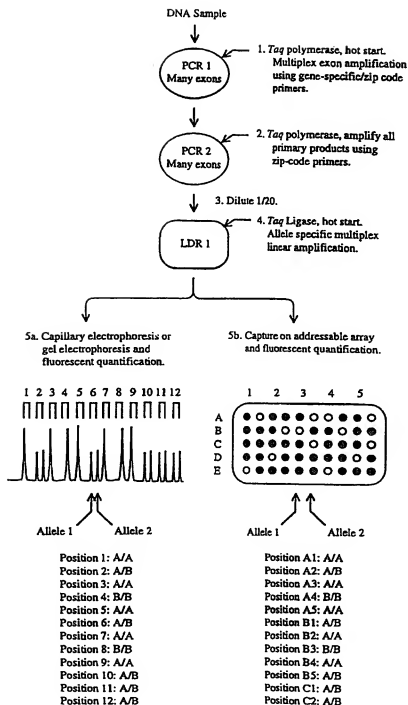 DNA Sample
PCR 1
Many exons
1. Taq polymerase, hot start.
Multiplex exon amplification
using gene-specific/zip code
primers.
PCR 2
Many exons
2. Taq polymerase, amplify all
primary products using
zip-code primers.
3. Dilute 1/20.
LDR 1
4. Taq Ligase, hot start.
Allele specific multiplex
linear amplification.
5a. Capillary electrophoresis or
gel electrophoresis and
fluorescent quantification.
1 2 3 4 5 6 7 8 9 10 11 12
Allele 1 Allele 2
Position 1: A/A
Position 2: A/B
Position 3: A/A
Position 4: B/B
Position 5: A/A
Position 6: A/B
Position 7: A/A
Position 8: B/B
Position 9: A/A
Position 10: A/B
Position 11: A/B
Position 12: A/B
5b. Capture on addressable array
and fluorescent quantification.
1 2 3 4 5
A
B
C
D
E
Allele 1 Allele 2
Position A1: A/A
Position A2: A/B
Position A3: A/A
Position A4: B/B
Position A5: A/A
Position B1: A/B
Position B2: A/A
Position B3: B/B
Position B4: A/A
Position B5: A/B
Position C1: A/B
Position C2: A/B